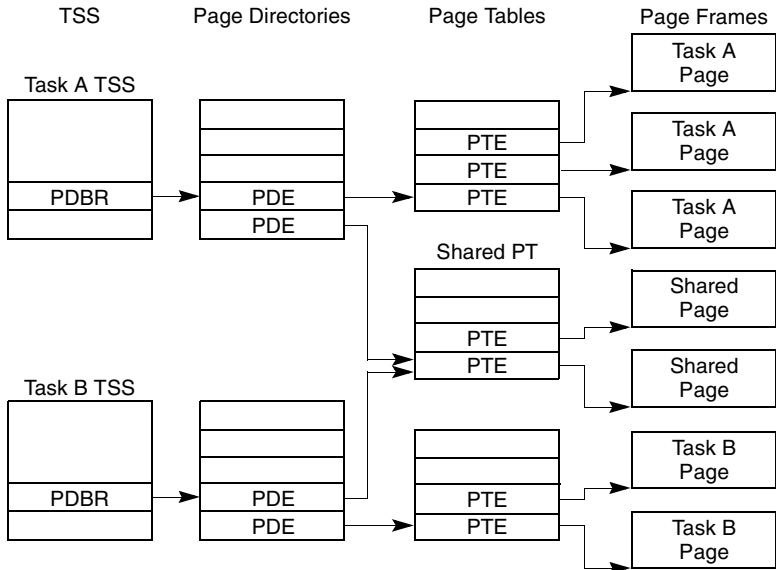 TSS
Page Directories
Page Tables
Page Frames
Task A TSS
PDBR
PDE
PDE
PTE
PTE
PTE
Task A
Page
Task A
Page
Task A
Page
Shared PT
PTE
PTE
Shared
Page
Shared
Page
Task B TSS
PDBR
PDE
PDE
PTE
PTE
Task B
Page
Task B
Page